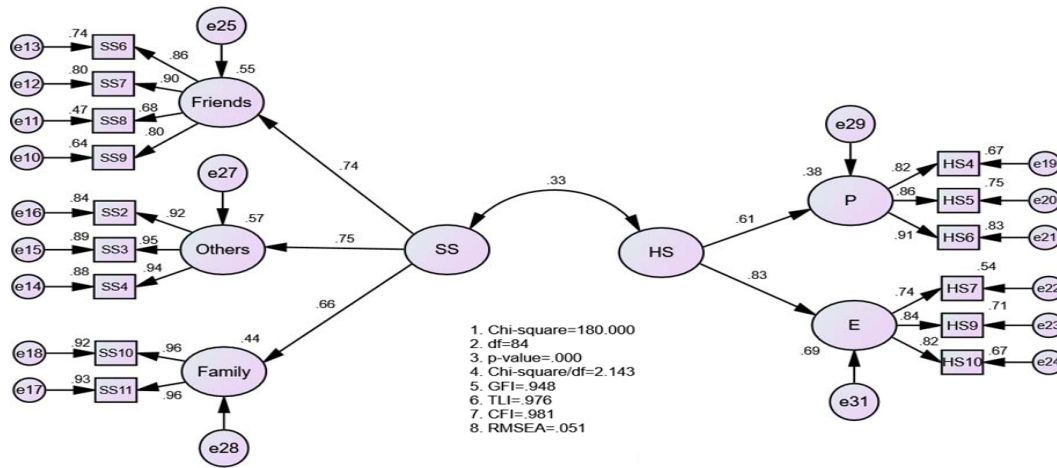 e25
e13
.74
SS6
.86
.55
e12
.80
SS7
.90
Friends
e11
.47
SS8
.68
e10
.64
SS9
.80
e27
.74
e16
.84
SS2
.92
.57
e15
.89
SS3
.95
Others
.75
e14
.88
SS4
.94
SS
.66
.44
e18
.92
SS10
.96
Family
e17
.93
SS11
.96
e28
.33
HS
.61
.83
e29
.38
P
.82
HS4
.67
e19
.86
HS5
.75
e20
.91
HS6
.83
e21
E
.69
.74
HS7
.54
e22
.84
HS9
.71
e23
.82
HS10
.67
e24
e31
1. Chi-square=180.000
2. df=84
3. p-value=.000
4. Chi-square/df=2.143
5. GFI=.948
6. TLI=.976
7. CFI=.981
8. RMSEA=.051